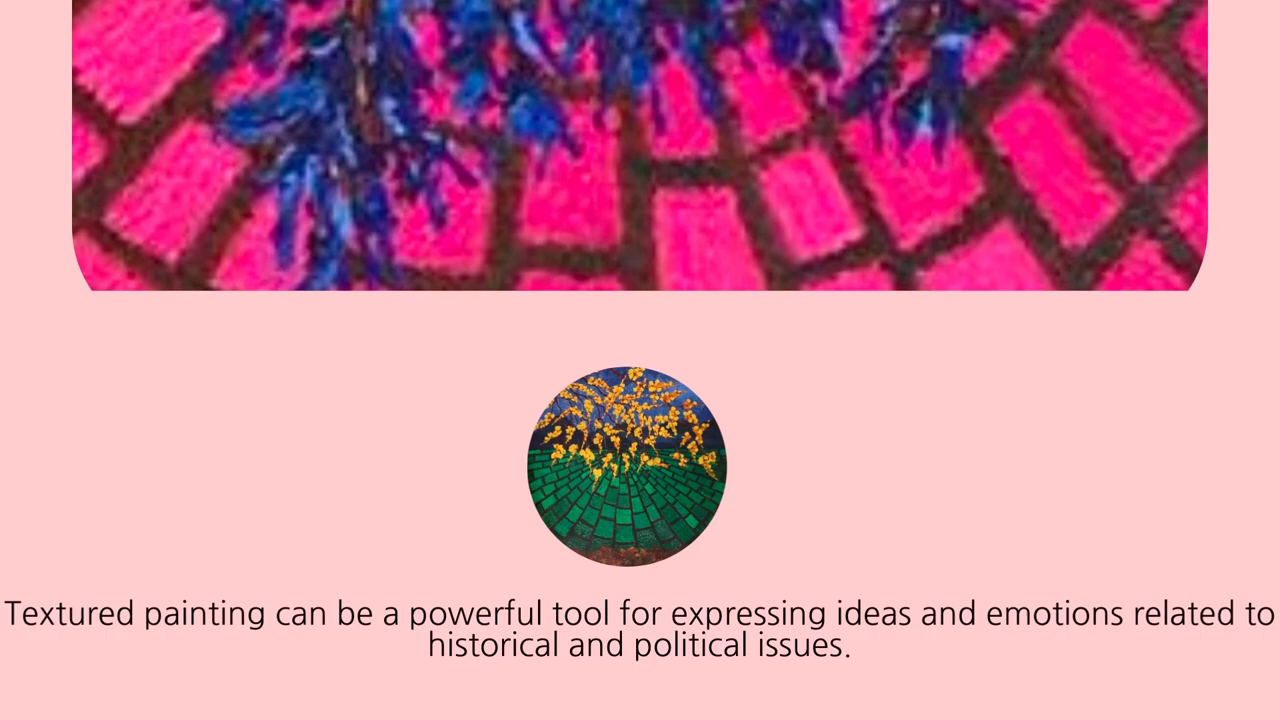 Textured painting can be a powerful tool for expressing ideas and emotions related to
historical and political issues.